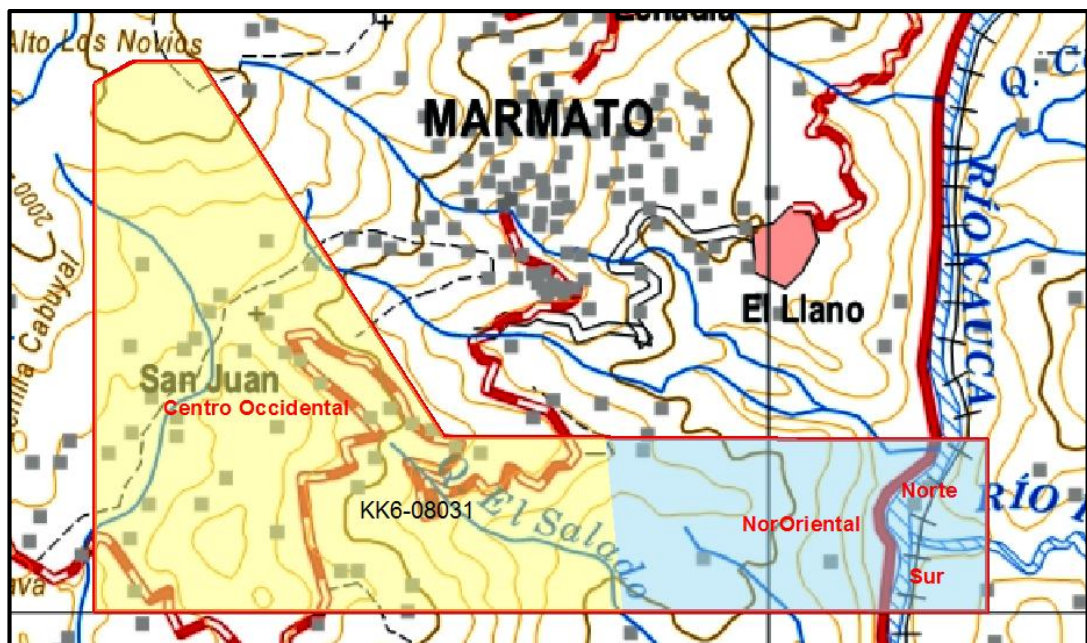 Alto Los Novios
MARMATO
Q.
RÍO CAUCA
2000
Cabuyal
El Llano
San Juan
Centro Occidental
KK6-08031
Q. El Salado
Norte
RÍO
NorOriental
Sur